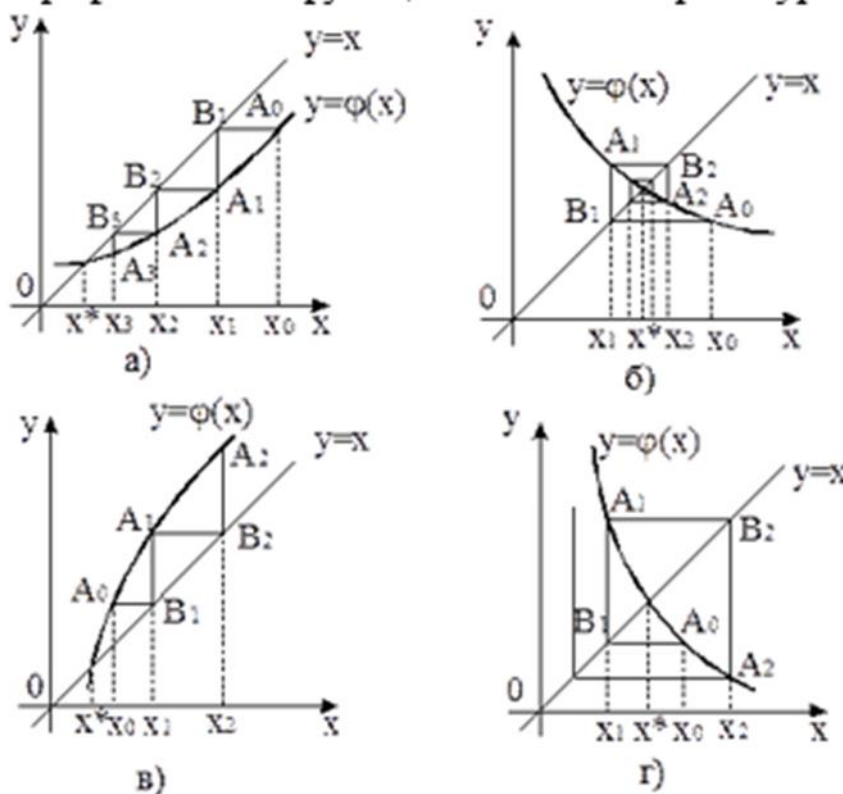 y
y=x
B₁
A₀
y=φ(x)
B₂
A₁
B₃
A₂
A₃
0
x*
x₃
x₂
x₁
x₀
x
а)
y
y=φ(x)
y=x
A₁
B₂
B₁
A₂
A₀
0
x₁
x*
x₂
x₀
x
б)
y=φ(x)
y
y=x
A₂
A₁
B₂
A₀
B₁
0
x*
x₀
x₁
x₂
x
в)
y
y=φ(x)
y=x
A₁
B₂
B₁
A₀
A₂
0
x₁
x*
x₀
x₂
x
г)